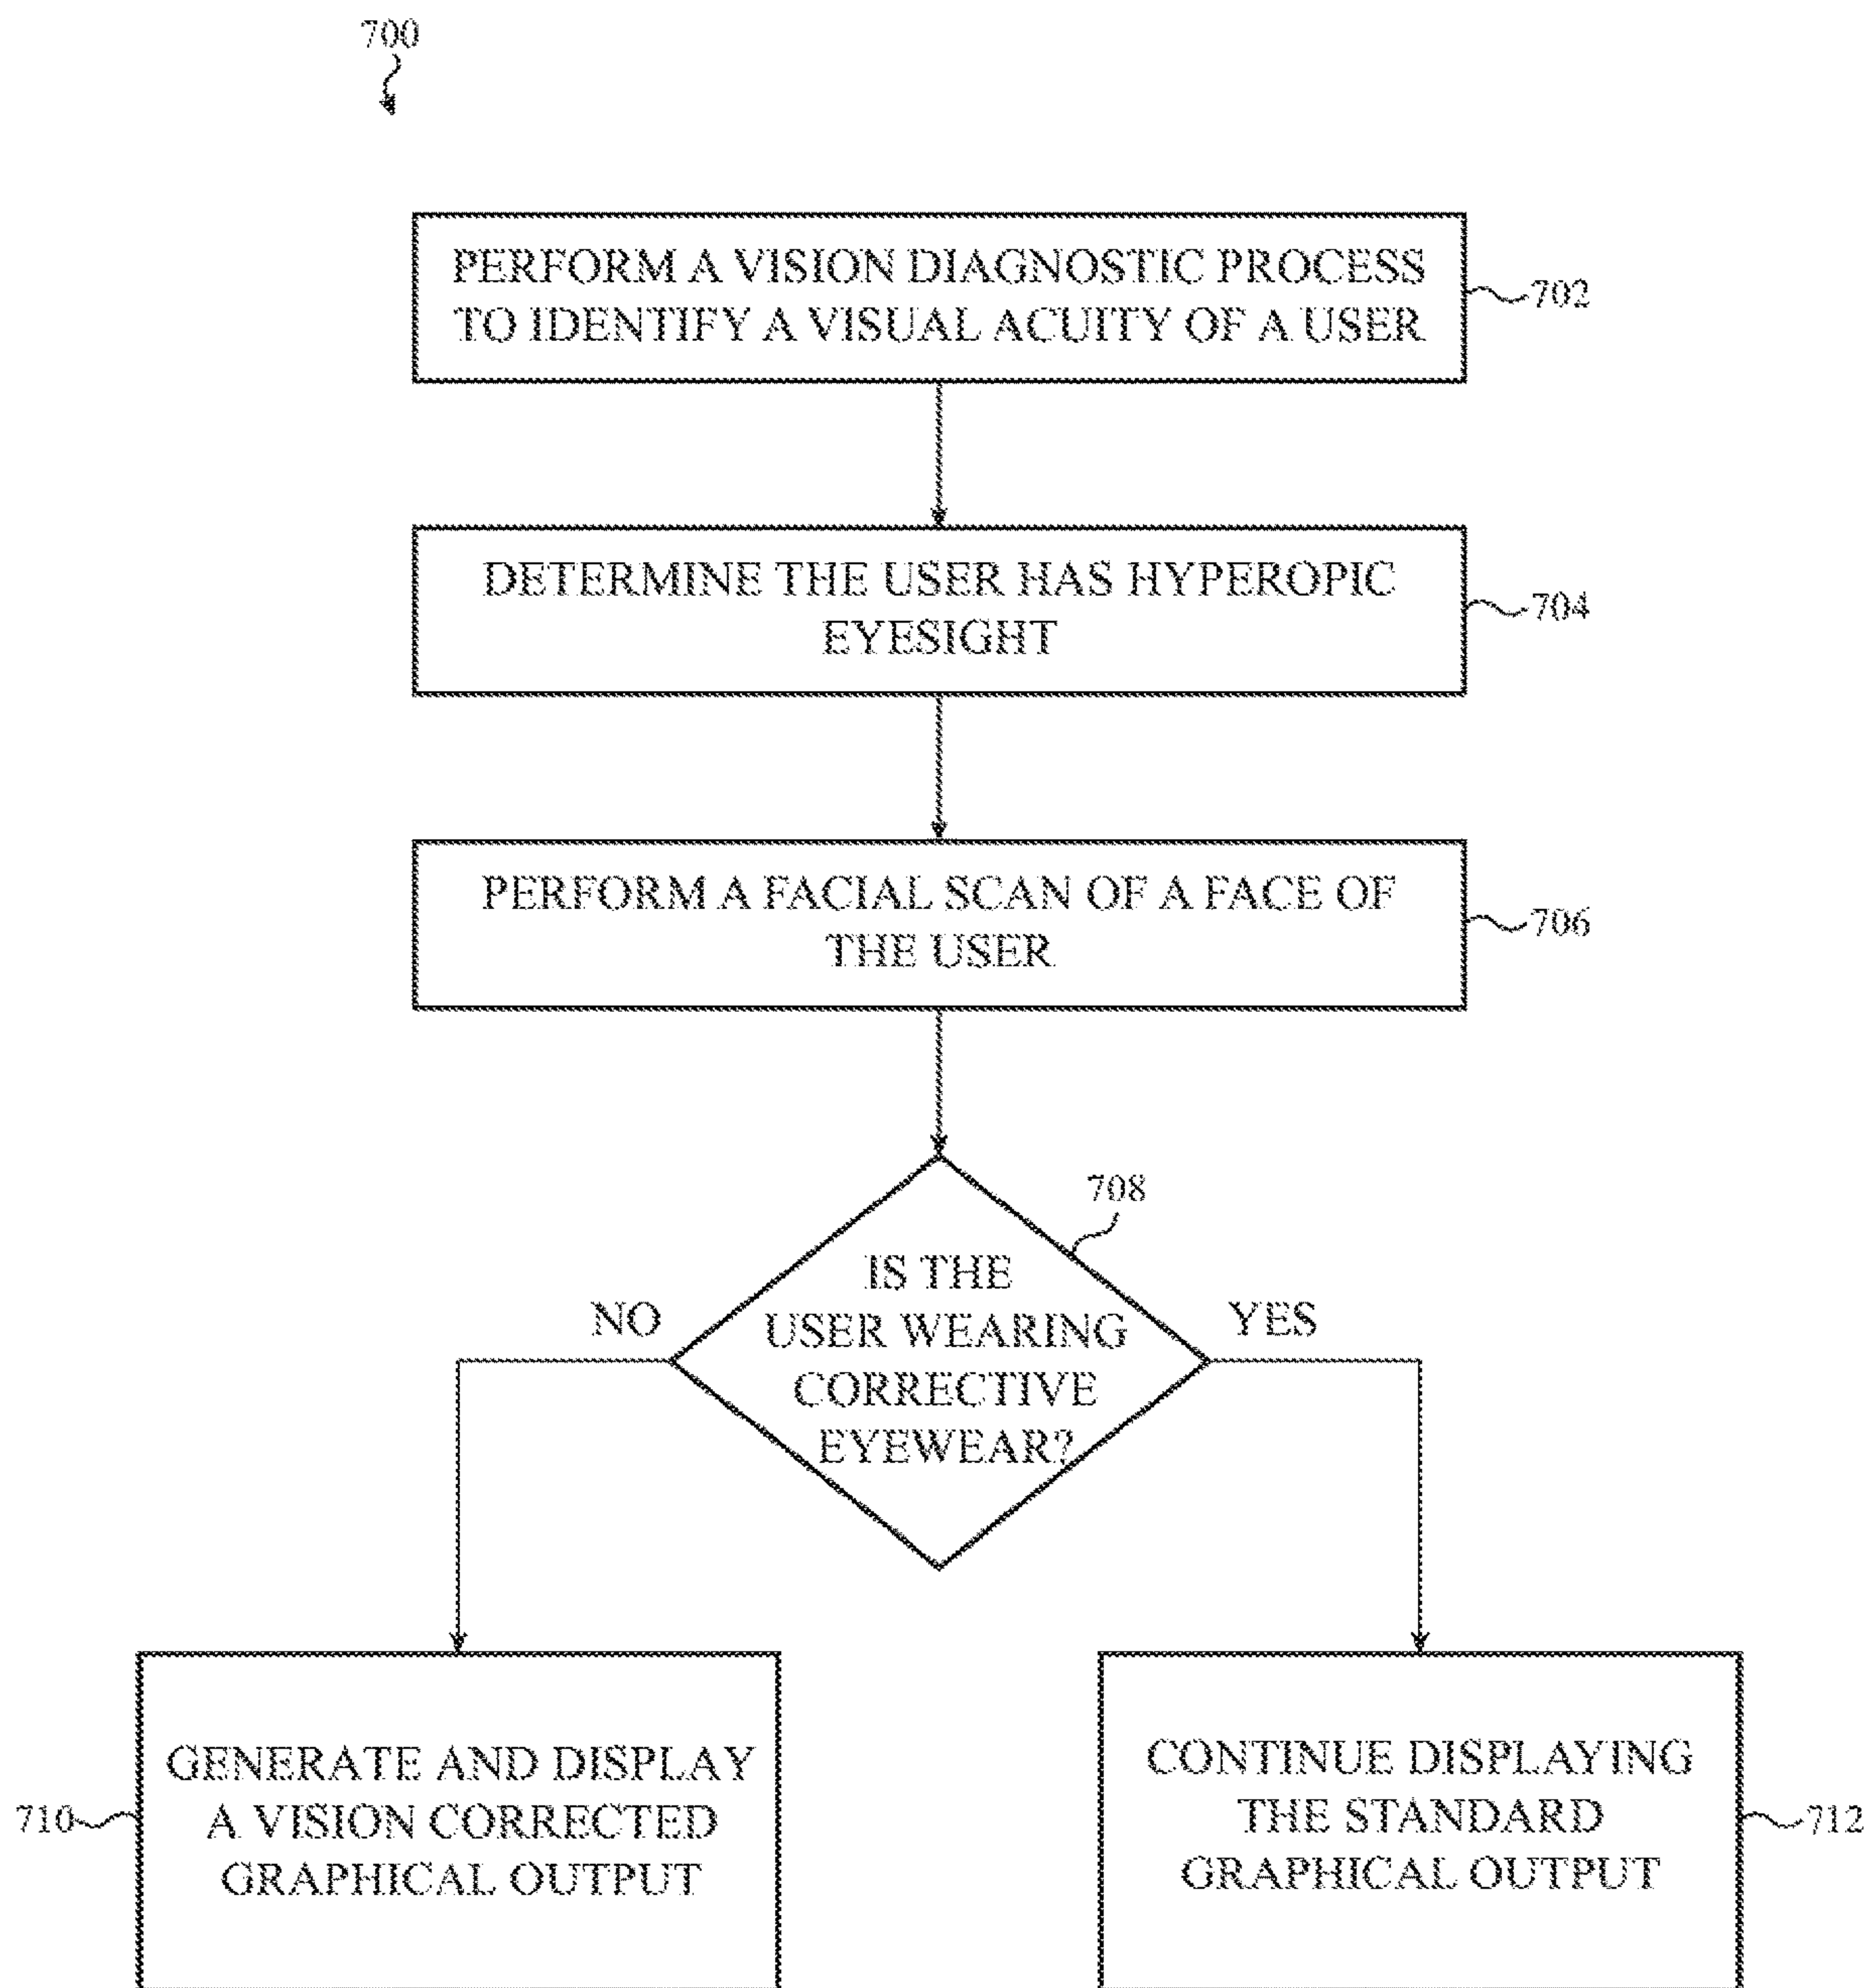 700
PERFORM A VISION DIAGNOSTIC PROCESS
TO IDENTIFY A VISUAL ACUITY OF A USER
702
DETERMINE THE USER HAS HYPEROPIC
EYESIGHT
704
PERFORM A FACIAL SCAN OF A FACE OF
THE USER
706
708
IS THE
USER WEARING
CORRECTIVE
EYEWEAR?
NO
YES
GENERATE AND DISPLAY
A VISION CORRECTED
GRAPHICAL OUTPUT
710
CONTINUE DISPLAYING
THE STANDARD
GRAPHICAL OUTPUT
712